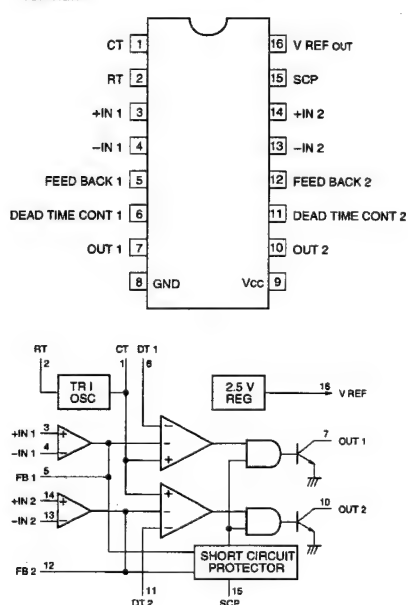 CT 1 16 V REF OUT
RT 2 15 SCP
+IN 1 3 14 +IN 2
–IN 1 4 13 –IN 2
FEED BACK 1 5 12 FEED BACK 2
DEAD TIME CONT 1 6 11 DEAD TIME CONT 2
OUT 1 7 10 OUT 2
8 GND Vcc 9
RT CT DT 1
2 1 6
TRI OSC
2.5 V REG
16 V REF
+IN 1 3 +
–IN 1 4 –
FB 1 5
– – +
7 OUT 1
+IN 2 14 +
–IN 2 13 –
+ – –
10 OUT 2
FB 2 12
SHORT CIRCUIT
PROTECTOR
11 15
DT 2 SCP